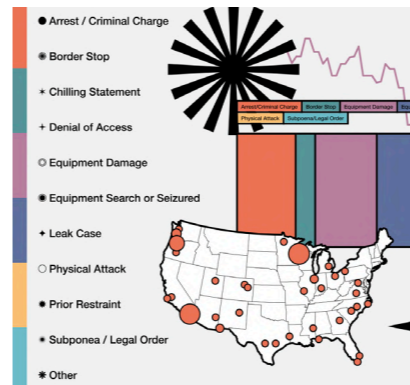 Arrest / Criminal Charge
Border Stop
Chilling Statement
Denial of Access
Equipment Damage
Equipment Search or Seizured
Leak Case
Physical Attack
Prior Restraint
Subponea / Legal Order
Other
Arrest/Criminal Charge Border Stop Equipment Damage
Physical Attack Subpoena/Legal Order